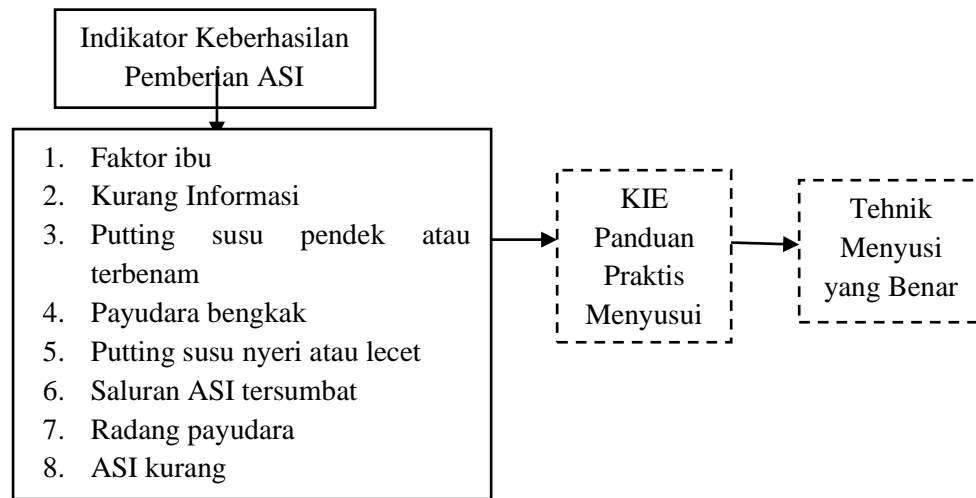 Indikator Keberhasilan
Pemberian ASI
1. Faktor ibu
2. Kurang Informasi
3. Putting susu pendek atau
terbenam
4. Payudara bengkak
5. Putting susu nyeri atau lecet
6. Saluran ASI tersumbat
7. Radang payudara
8. ASI kurang
KIE
Panduan
Praktis
Menyusui
Tehnik
Menyusi
yang Benar